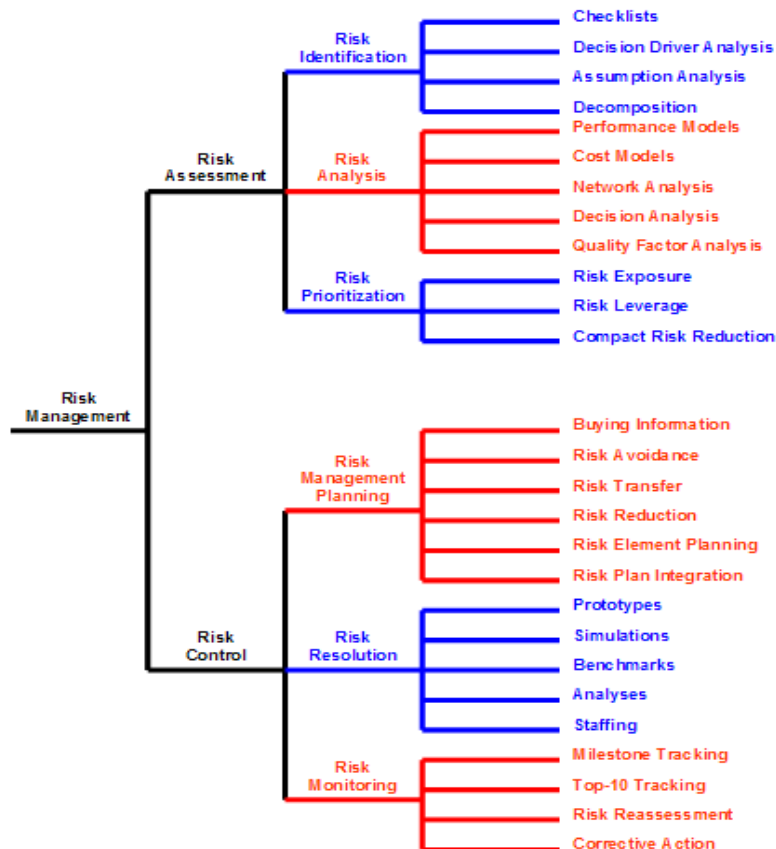 Checklists
Risk
Identification
Decision Driver Analysis
Assumption Analysis
Decomposition
Performance Models
Risk
Assessment
Risk
Analysis
Cost Models
Network Analysis
Decision Analysis
Quality Factor Analysis
Risk
Prioritization
Risk Exposure
Risk Leverage
Compact Risk Reduction
Risk
Management
Buying Information
Risk
Management
Planning
Risk Avoidance
Risk Transfer
Risk Reduction
Risk Element Planning
Risk Plan Integration
Prototypes
Risk
Control
Risk
Resolution
Simulations
Benchmarks
Analyses
Staffing
Milestone Tracking
Risk
Monitoring
Top-10 Tracking
Risk Reassessment
Corrective Action